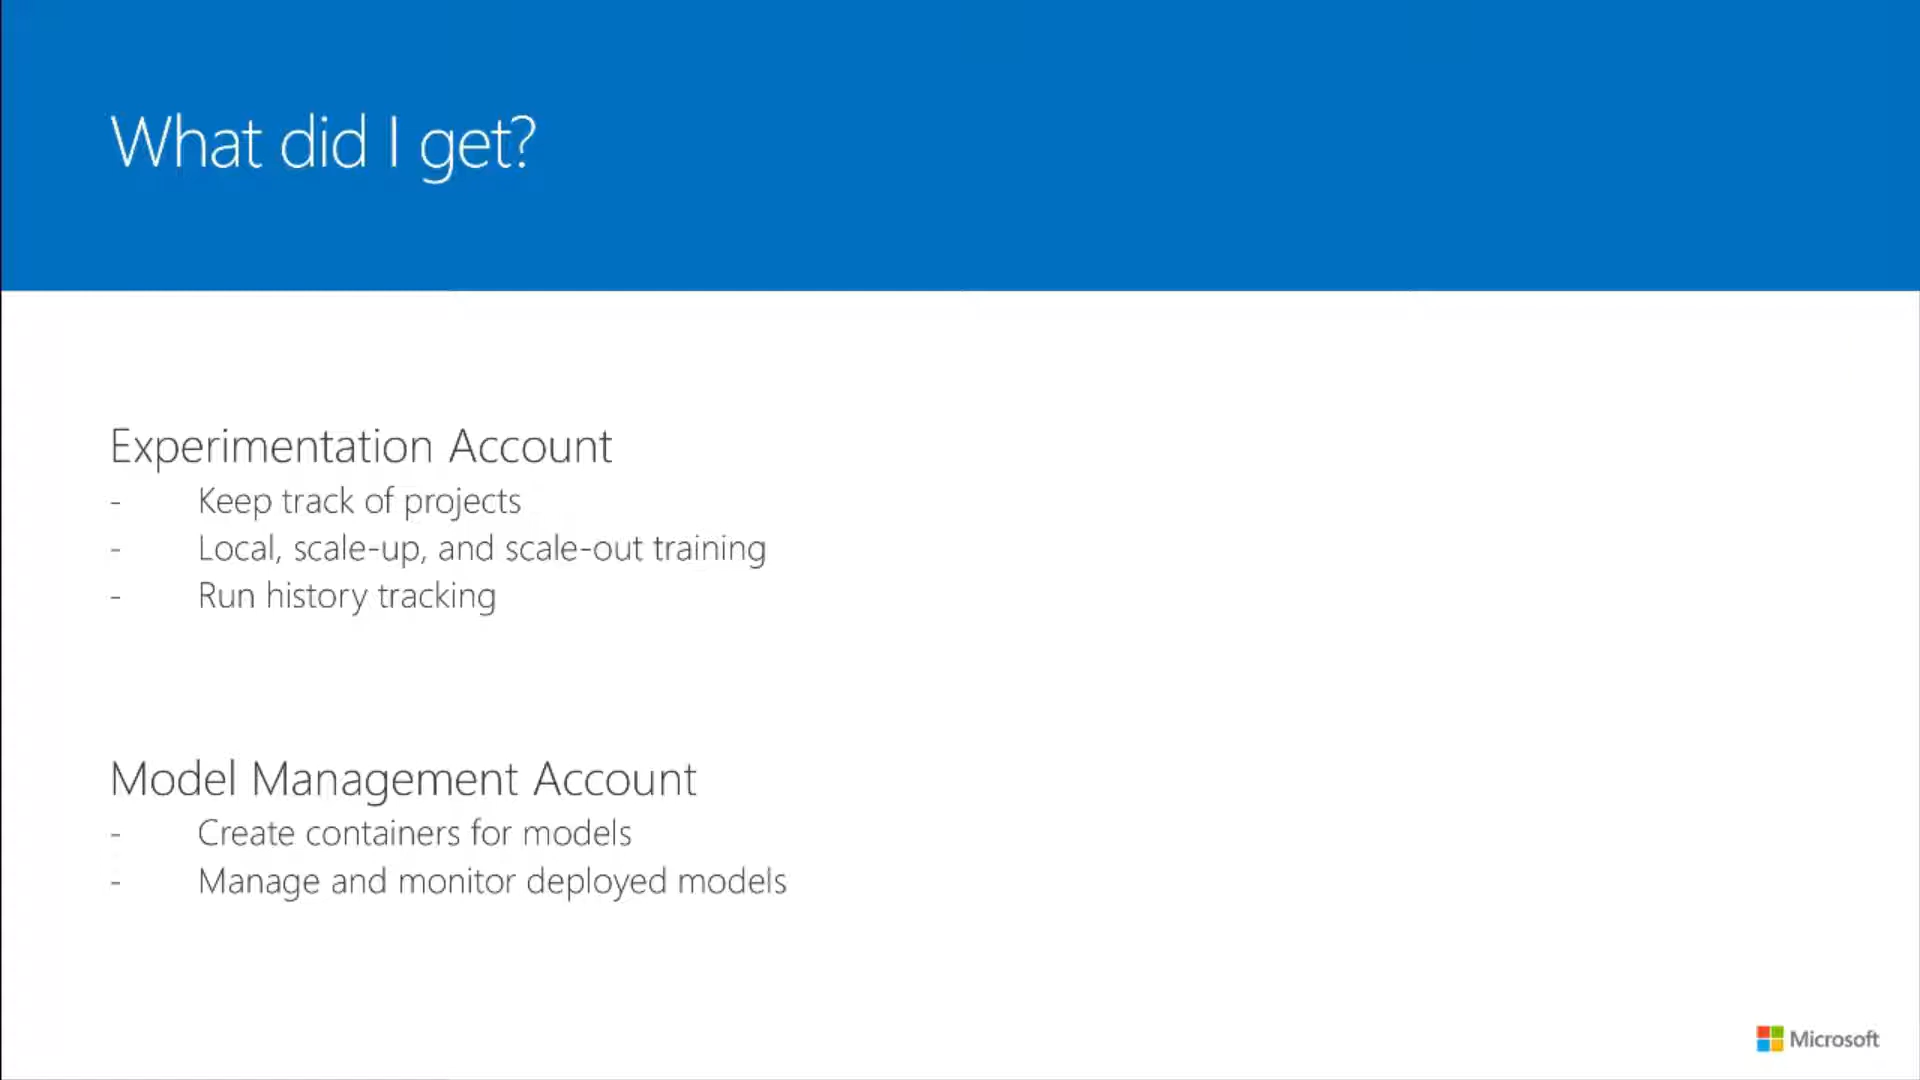 What did I get?
Experimentation Account
- Keep track of projects
- Local, scale-up, and scale-out training
- Run history tracking
Model Management Account
- Create containers for models
- Manage and monitor deployed models
Microsoft